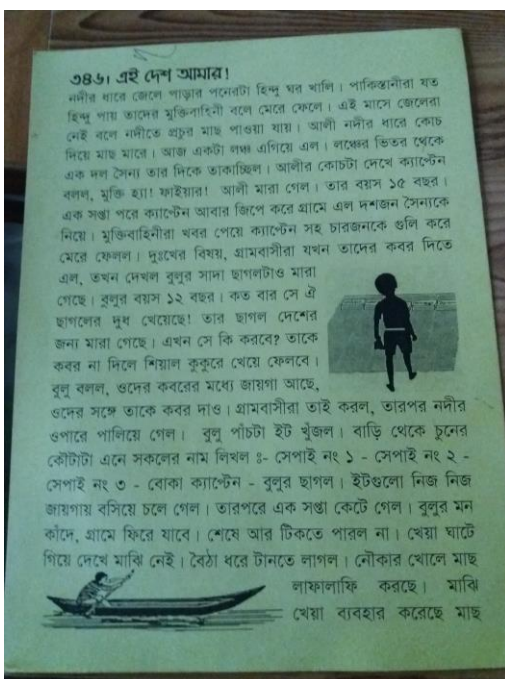 ৩৪৬। এই দেশ আমার!
নদীর ধারে জেলে পাড়ার পনেরটা হিন্দু ঘর খালি। পাকিস্তানীরা যত
হিন্দু পায় তাদের মুক্তিবাহিনী বলে মেরে ফেলে। এই মাসে জেলেরা
নেই বলে নদীতে প্রচুর মাছ পাওয়া যায়। আলী নদীর ধারে কোচ
দিয়ে মাছ মারে। আজ একটা লঞ্চ এগিয়ে এল। লঞ্চের ভিতর থেকে
এক দল সৈন্য তার দিকে তাকাচ্ছিল। আলীর কোচটা দেখে ক্যাপ্টেন
বলল, মুক্তি হ্যা! ফাইয়ার! আলী মারা গেল। তার বয়স ১৫ বছর।
এক সপ্তা পরে ক্যাপ্টেন আবার জিপে করে গ্রামে এল দশজন সৈন্যকে
নিয়ে। মুক্তিবাহিনীরা খবর পেয়ে ক্যাপ্টেন সহ চারজনকে গুলি করে
মেরে ফেলল। দুঃখের বিষয়, গ্রামবাসীরা যখন তাদের কবর দিতে
এল, তখন দেখল বুলুর সাদা ছাগলটাও মারা
গেছে। বুলুর বয়স ১২ বছর। কত বার সে ঐ
ছাগলের দুধ খেয়েছে! তার ছাগল দেশের
জন্য মারা গেছে। এখন সে কি করবে? তাকে
কবর না দিলে শিয়াল কুকুরে খেয়ে ফেলবে।
বুলু বলল, ওদের কবরের মধ্যে জায়গা আছে,
ওদের সঙ্গে তাকে কবর দাও। গ্রামবাসীরা তাই করল, তারপর নদীর
ওপারে পালিয়ে গেল। বুলু পাঁচটা ইট খুঁজল। বাড়ি থেকে চুনের
কৌটাটা এনে সকলের নাম লিখল ঃ- সেপাই নং ১ - সেপাই নং ২ -
সেপাই নং ৩ - বোকা ক্যাপ্টেন - বুলুর ছাগল। ইটগুলো নিজ নিজ
জায়গায় বসিয়ে চলে গেল। তারপরে এক সপ্তা কেটে গেল। বুলুর মন
কাঁদে, গ্রামে ফিরে যাবে। শেষে আর টিকতে পারল না। খেয়া ঘাটে
গিয়ে দেখে মাঝি নেই। বৈঠা ধরে টানতে লাগল। নৌকার খোলে মাছ
লাফালাফি করছে। মাঝি
খেয়া ব্যবহার করেছে মাছ